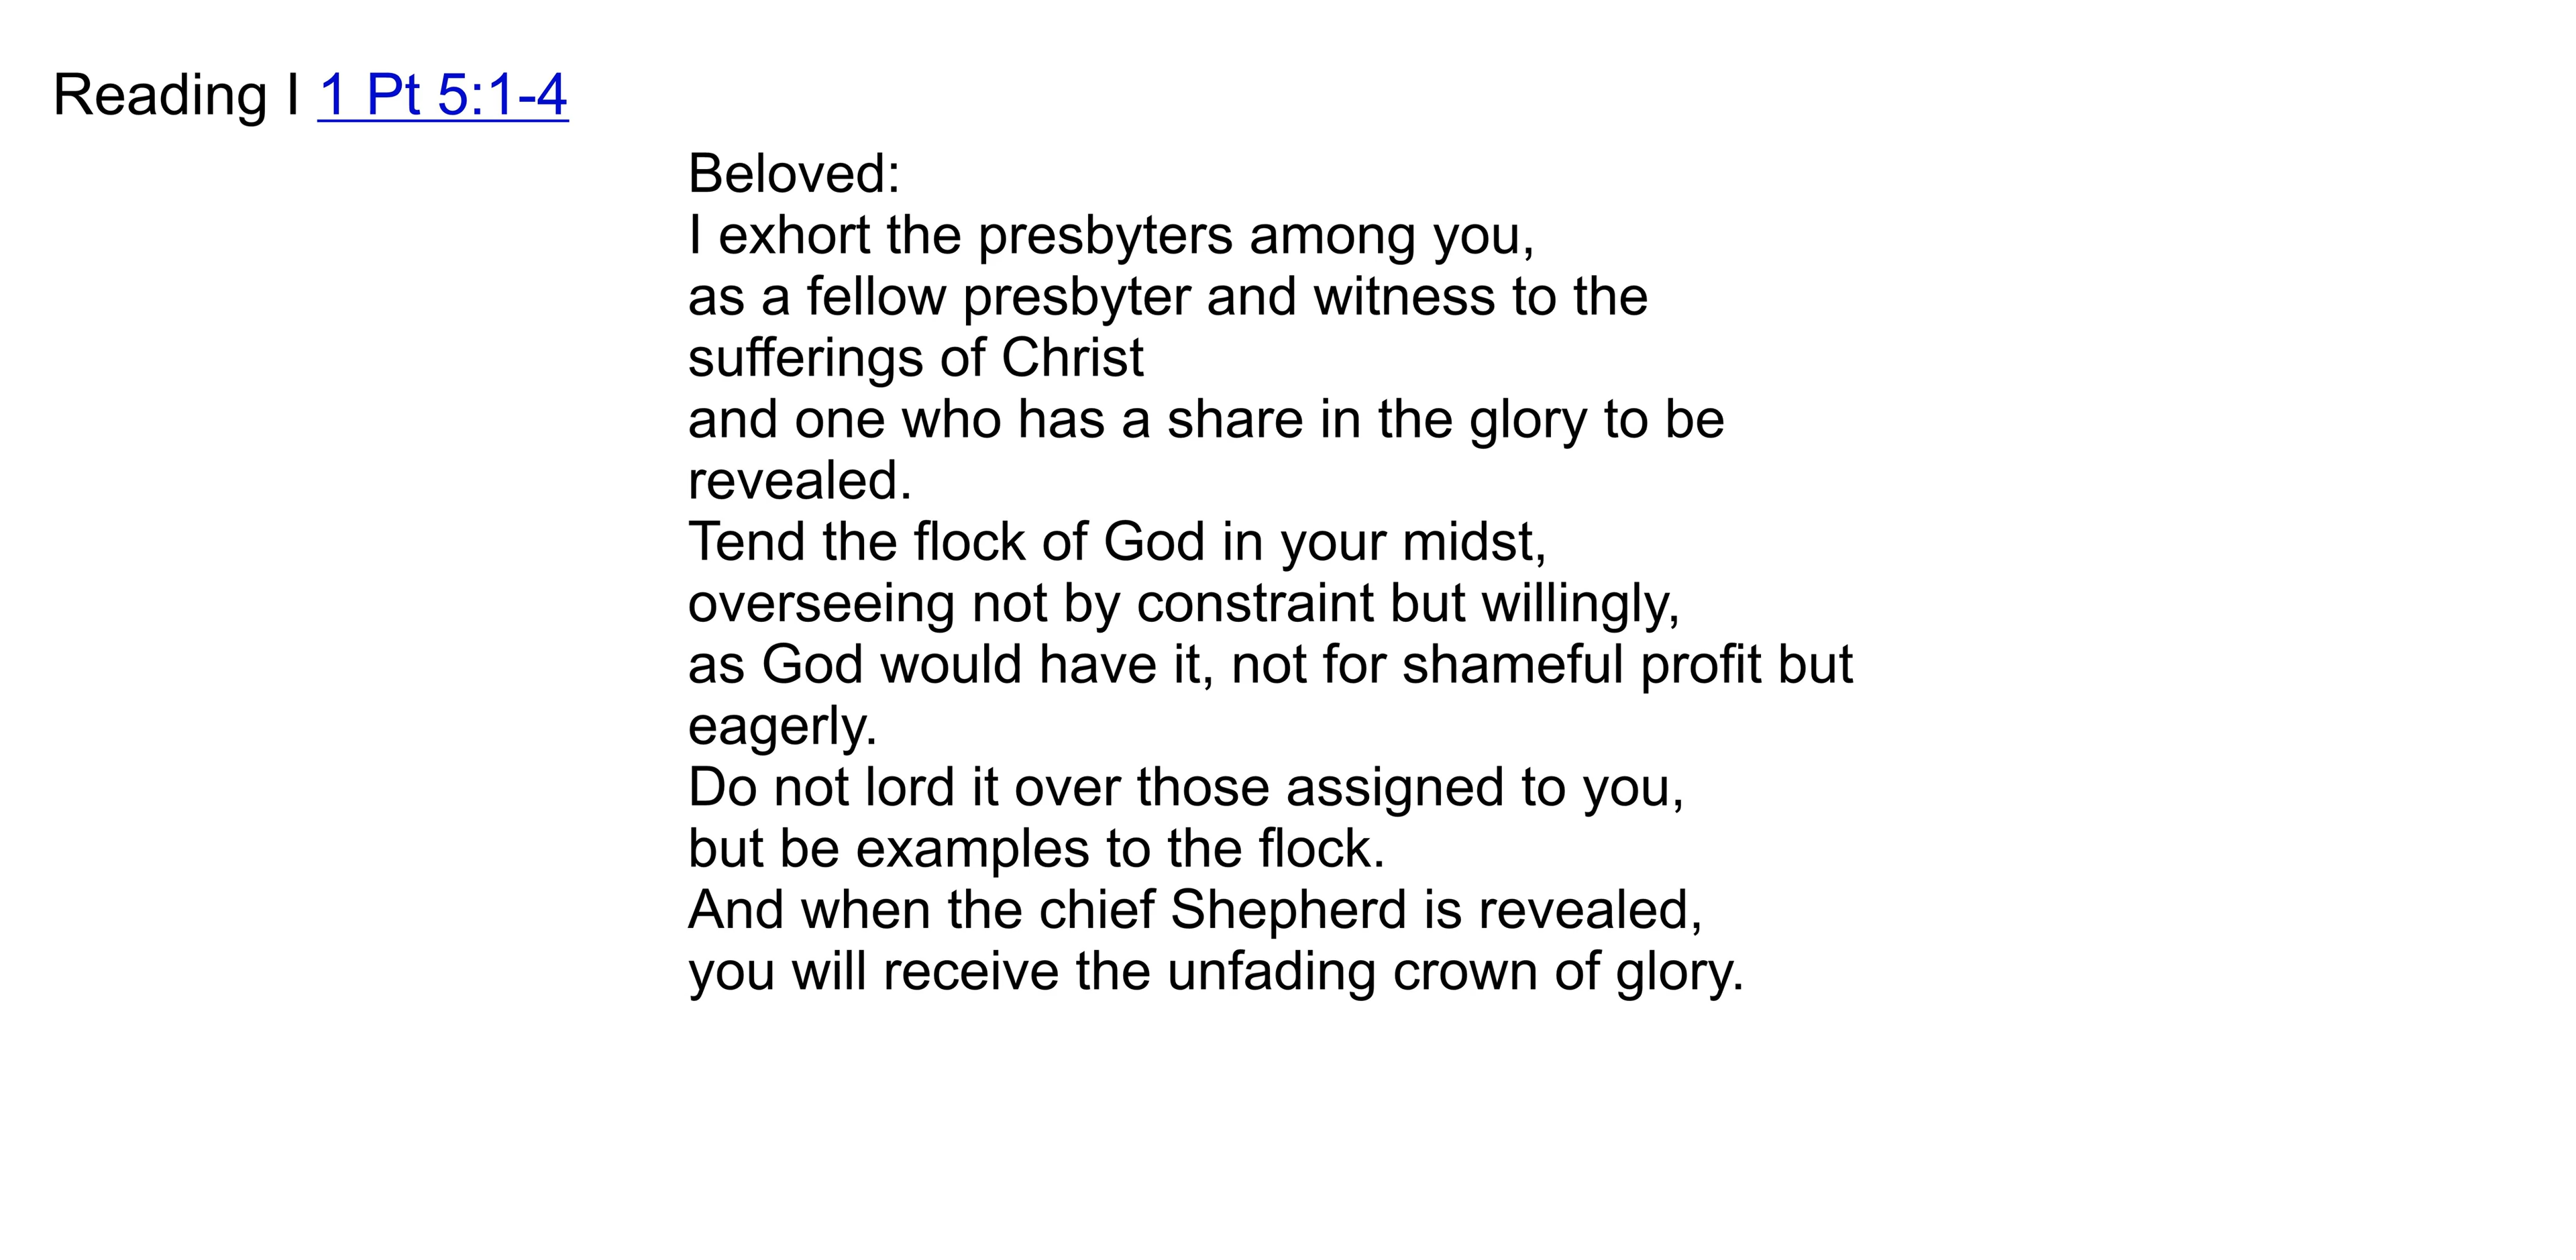 Reading I 1 Pt 5:1-4
Beloved:
I exhort the presbyters among you,
as a fellow presbyter and witness to the
sufferings of Christ
and one who has a share in the glory to be
revealed.
Tend the flock of God in your midst,
overseeing not by constraint but willingly,
as God would have it, not for shameful profit but
eagerly.
Do not lord it over those assigned to you,
but be examples to the flock.
And when the chief Shepherd is revealed,
you will receive the unfading crown of glory.